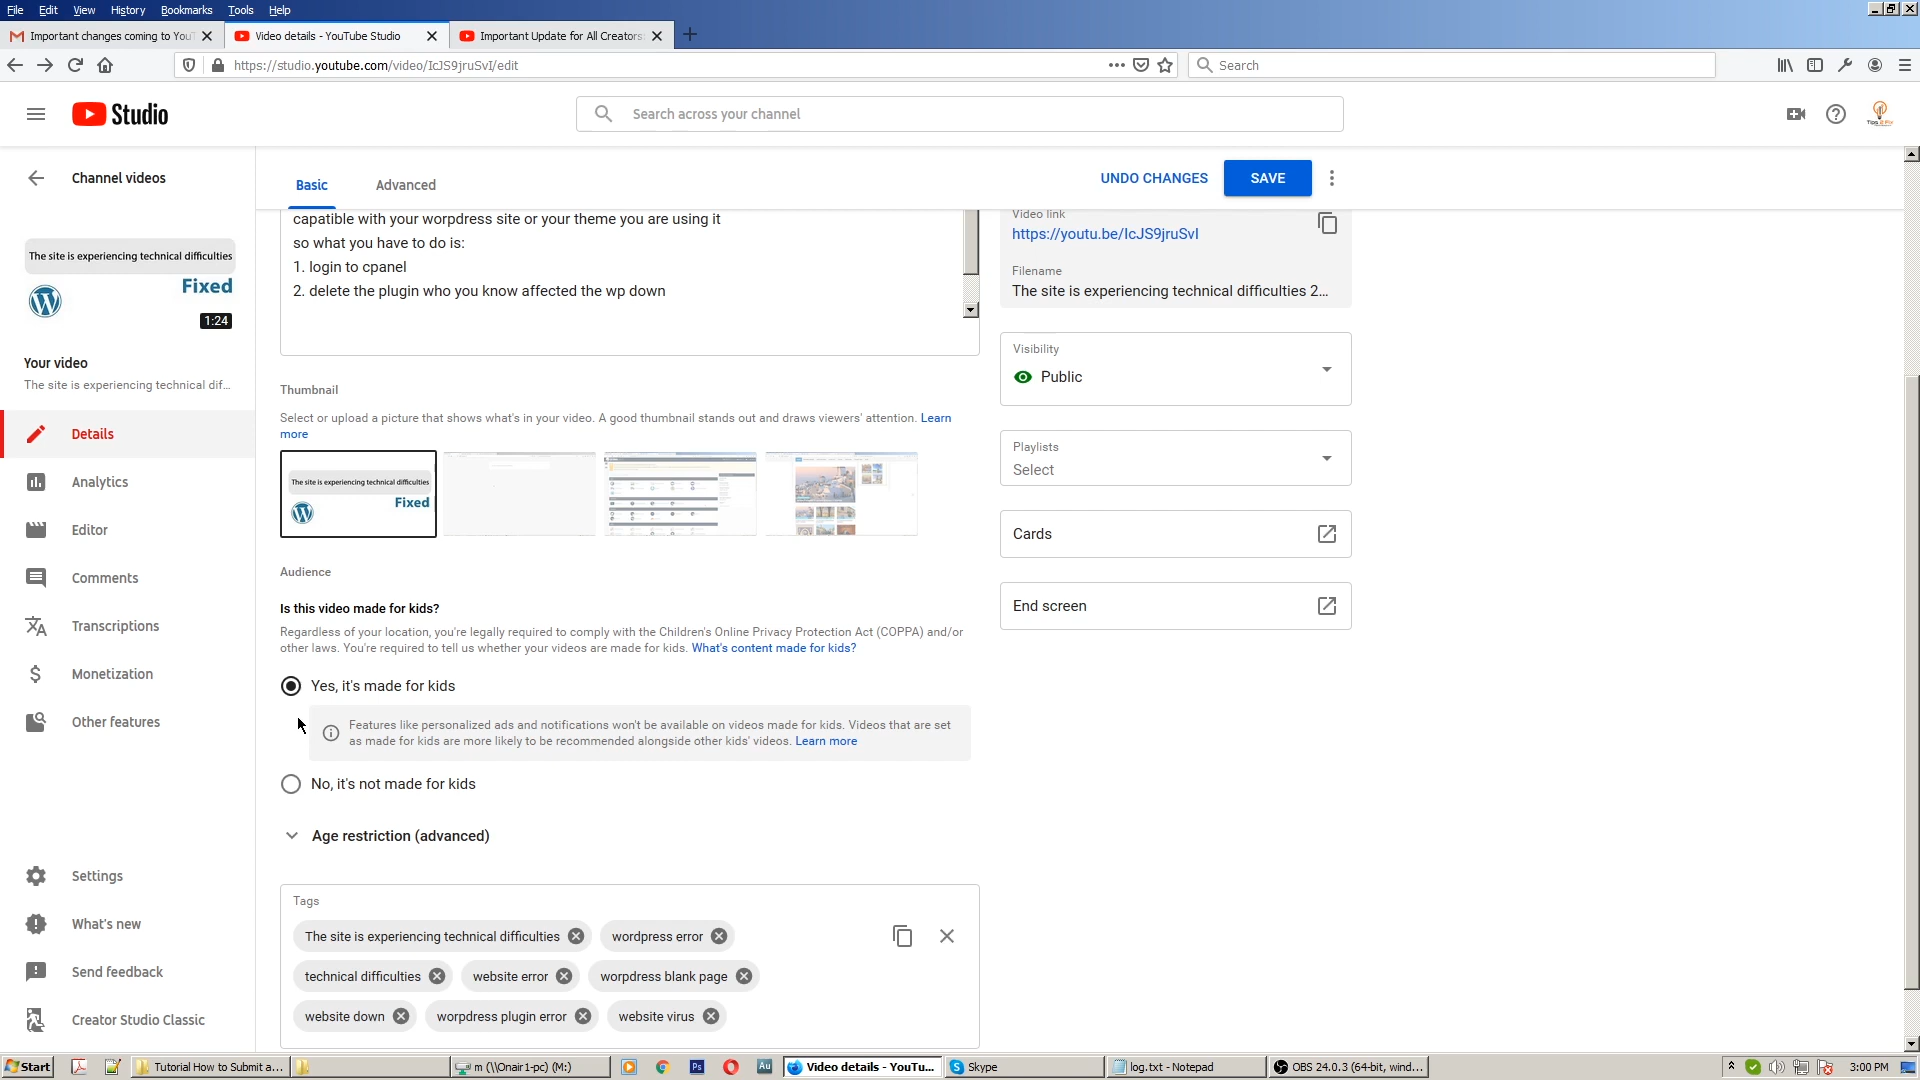 File Edit View History Bookmarks Tools Help
Important changes coming to YouT
Video details - YouTube Studio
Important Update for All Creators
https://studio.youtube.com/video/IcJS9jruSvI/edit
Search
Studio
Search across your channel
Channel videos
Basic
Advanced
UNDO CHANGES
SAVE
The site is experiencing technical difficulties
Fixed
1:24
Your video
The site is experiencing technical dif...
Details
Analytics
Editor
Comments
Transcriptions
Monetization
Other features
Settings
What's new
Send feedback
Creator Studio Classic
capatible with your worpdress site or your theme you are using it
so what you have to do is:
1. login to cpanel
2. delete the plugin who you know affected the wp down
Thumbnail
Select or upload a picture that shows what's in your video. A good thumbnail stands out and draws viewers' attention. Learn
more
The site is experiencing technical difficulties
Fixed
Audience
Is this video made for kids?
Regardless of your location, you're legally required to comply with the Children's Online Privacy Protection Act (COPPA) and/or
other laws. You're required to tell us whether your videos are made for kids. What's content made for kids?
Yes, it's made for kids
Features like personalized ads and notifications won't be available on videos made for kids. Videos that are set
as made for kids are more likely to be recommended alongside other kids' videos. Learn more
No, it's not made for kids
Age restriction (advanced)
Tags
The site is experiencing technical difficulties
wordpress error
technical difficulties
website error
worpdress blank page
website down
worpdress plugin error
website virus
Video link
https://youtu.be/IcJS9jruSvI
Filename
The site is experiencing technical difficulties 2...
Visibility
Public
Playlists
Select
Cards
End screen
Start
Tutorial How to Submit a...
m (\\Onair1-pc) (M:)
Video details - YouTu...
Skype
log.txt - Notepad
OBS 24.0.3 (64-bit, wind...
3:00 PM